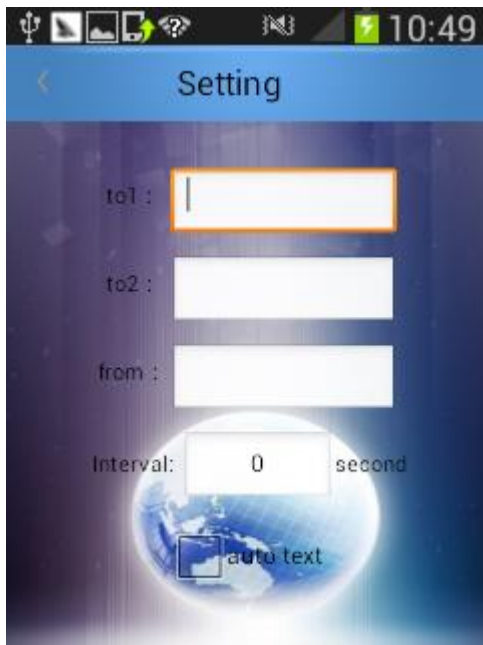 10:49
Setting
to1 :
to2 :
from :
Interval: 0 second
auto text